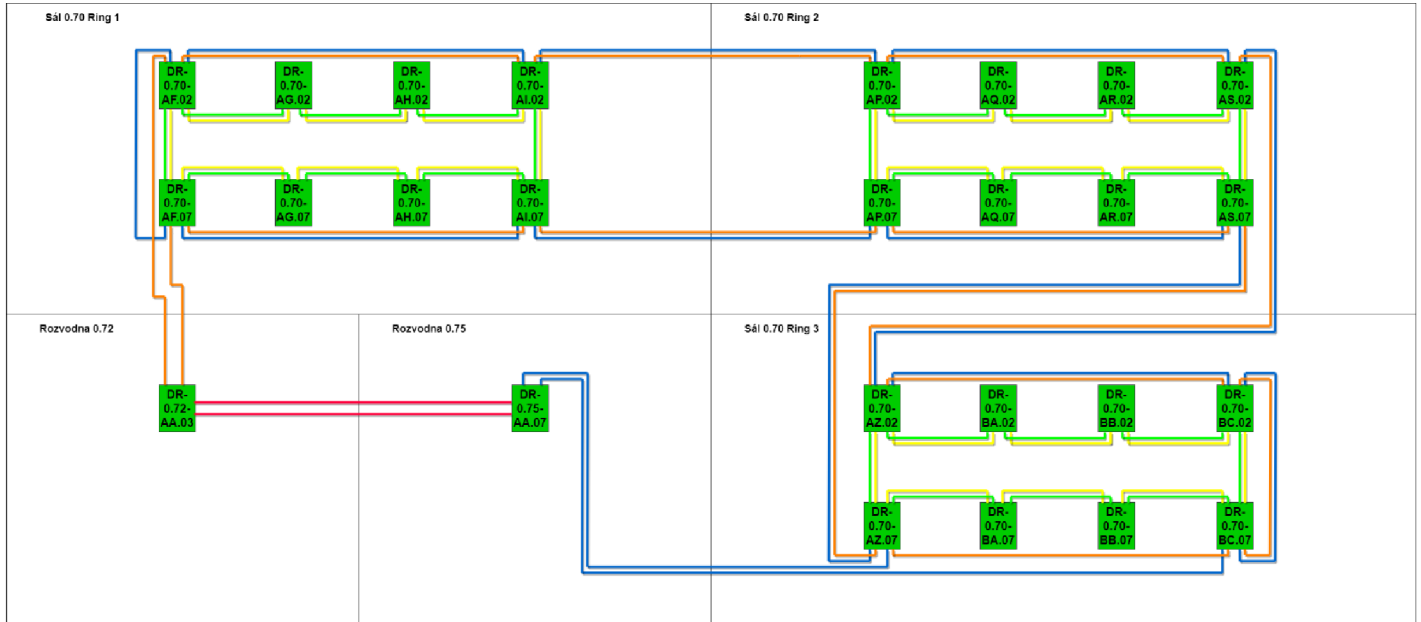 Sál 0.70 Ring 1
Sál 0.70 Ring 2
DR-
0.70-
AF.02
DR-
0.70-
AG.02
DR-
0.70-
AH.02
DR-
0.70-
AI.02
DR-
0.70-
AP.02
DR-
0.70-
AQ.02
DR-
0.70-
AR.02
DR-
0.70-
AS.02
DR-
0.70-
AF.07
DR-
0.70-
AG.07
DR-
0.70-
AH.07
DR-
0.70-
AI.07
DR-
0.70-
AP.07
DR-
0.70-
AQ.07
DR-
0.70-
AR.07
DR-
0.70-
AS.07
Rozvodna 0.72
Rozvodna 0.75
Sál 0.70 Ring 3
DR-
0.72-
AA.03
DR-
0.75-
AA.07
DR-
0.70-
AZ.02
DR-
0.70-
BA.02
DR-
0.70-
BB.02
DR-
0.70-
BC.02
DR-
0.70-
AZ.07
DR-
0.70-
BA.07
DR-
0.70-
BB.07
DR-
0.70-
BC.07